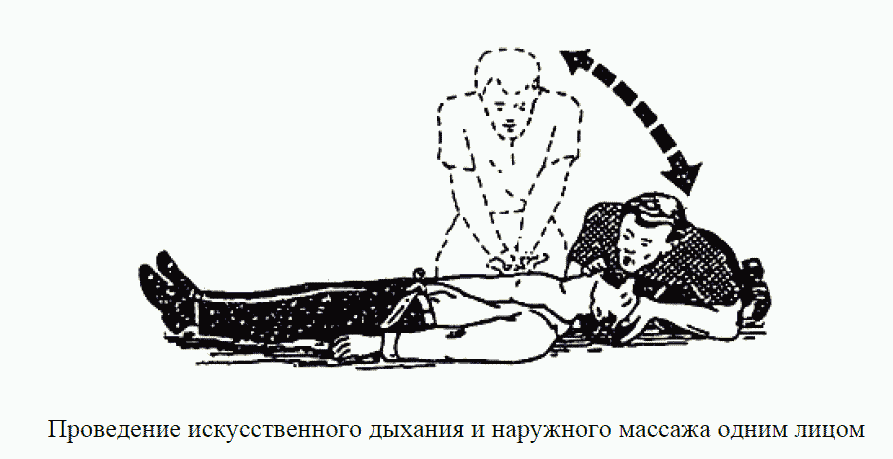 Проведение искусственного дыхания и наружного массажа одним лицом